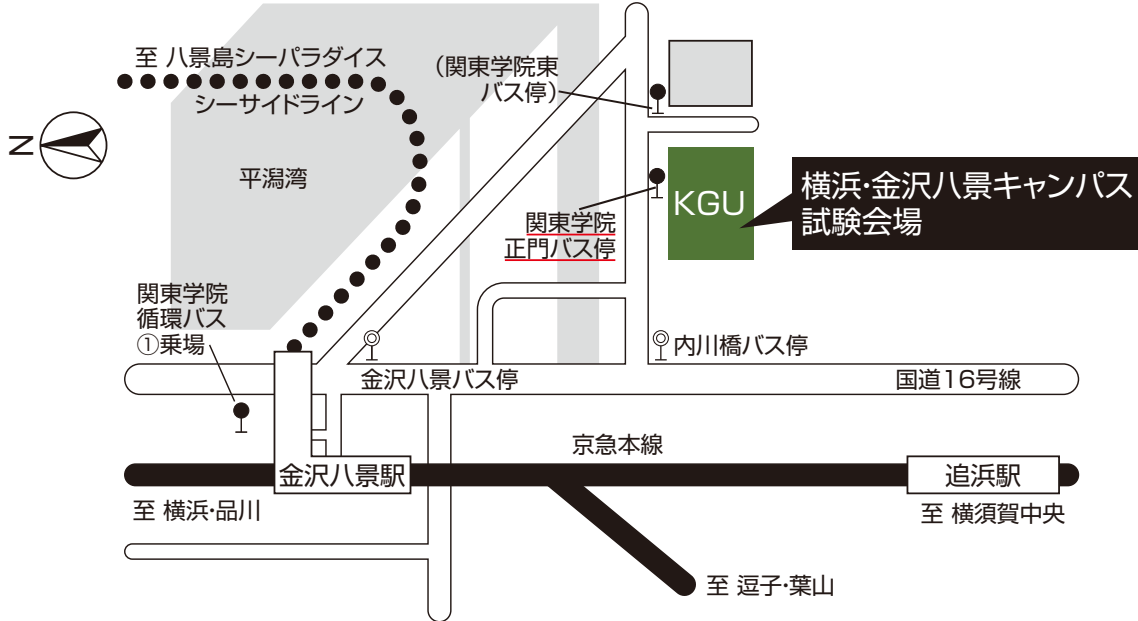 至 八景島シーパラダイス
シーサイドライン
(関東学院東
バス停)
N
平潟湾
KGU
横浜・金沢八景キャンパス
試験会場
関東学院
正門バス停
関東学院
循環バス
①乗場
内川橋バス停
金沢八景バス停
国道16号線
京急本線
金沢八景駅
追浜駅
至 横浜・品川
至 横須賀中央
至 逗子・葉山